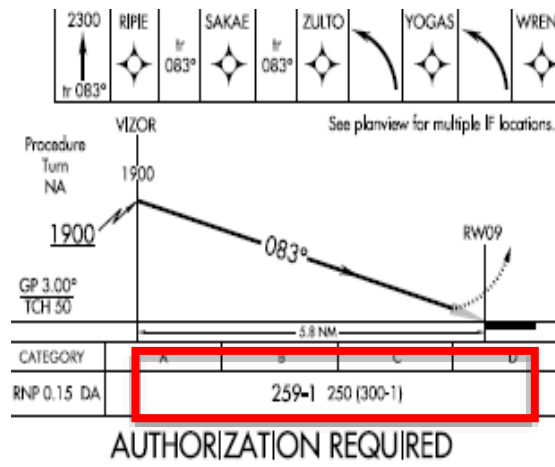 2300 RIPIE SAKAE ZULTO YOGAS WREN
tr 083° tr 083°
tr 083°
VIZOR See planview for multiple IF locations.
Procedure
Turn
NA
1900
1900
083°
RW09
GP 3.00°
TCH 50
5.8 NM
CATEGORY A B C D
RNP 0.15 DA 259-1 250 (300-1)
AUTHORIZATION REQUIRED